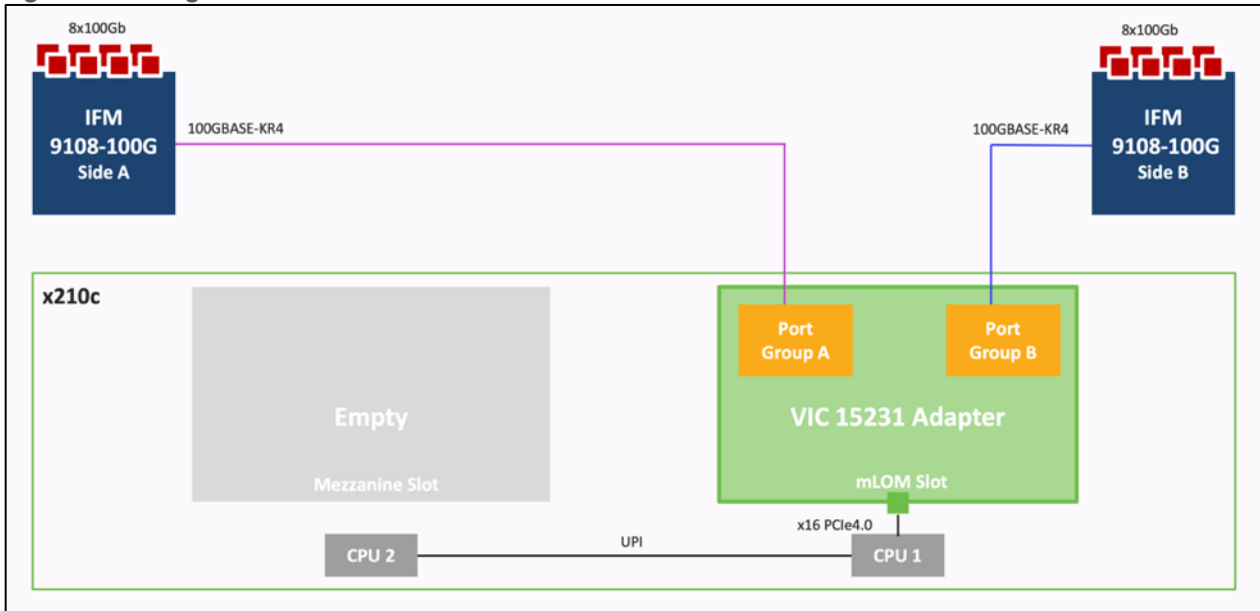 8x100Gb
8x100Gb
IFM
9108-100G
Side A
100GBASE-KR4
100GBASE-KR4
IFM
9108-100G
Side B
x210c
Port
Group A
Port
Group B
Empty
VIC 15231 Adapter
Mezzanine Slot
mLOM Slot
x16 PCIe4.0
CPU 2
UPI
CPU 1